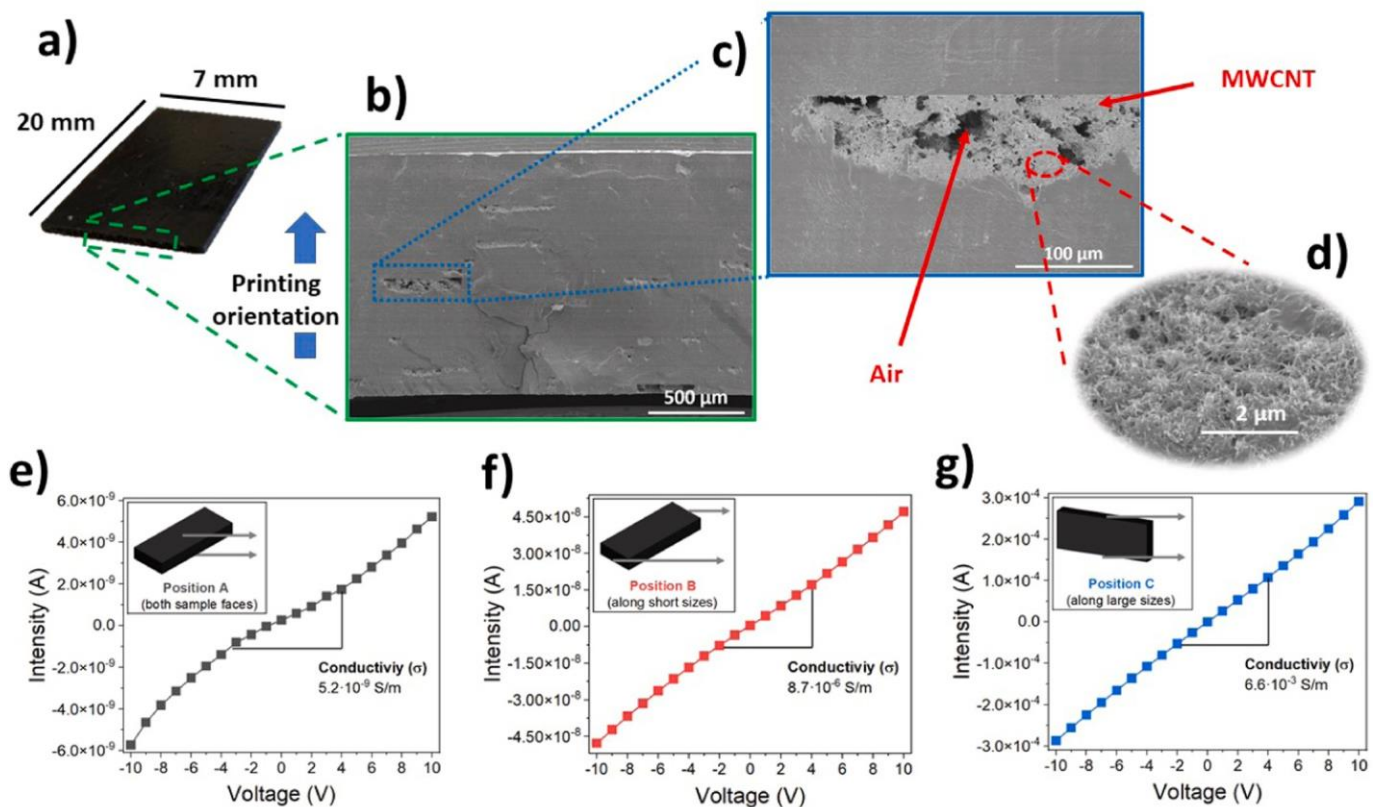 a)
7 mm
20 mm
Printing
orientation
b)
500 μm
c)
MWCNT
Air
100 μm
d)
2 μm
e)
6.0×10⁻⁹
4.0×10⁻⁹
2.0×10⁻⁹
0.0
-2.0×10⁻⁹
-4.0×10⁻⁹
-6.0×10⁻⁹
Intensity (A)
Position A
(both sample faces)
Conductiviy (σ)
5.2·10⁻⁹ S/m
-10 -8 -6 -4 -2 0 2 4 6 8 10
Voltage (V)
f)
4.50×10⁻⁸
3.00×10⁻⁸
1.50×10⁻⁸
0.00
-1.50×10⁻⁸
-3.00×10⁻⁸
-4.50×10⁻⁸
Intensity (A)
Position B
(along short sizes)
Conductiviy (σ)
8.7·10⁻⁶ S/m
-10 -8 -6 -4 -2 0 2 4 6 8 10
Voltage (V)
g)
3.0×10⁻⁴
2.0×10⁻⁴
1.0×10⁻⁴
0.0
-1.0×10⁻⁴
-2.0×10⁻⁴
-3.0×10⁻⁴
Intensity (A)
Position C
(along large sizes)
Conductiviy (σ)
6.6·10⁻³ S/m
-10 -8 -6 -4 -2 0 2 4 6 8 10
Voltage (V)